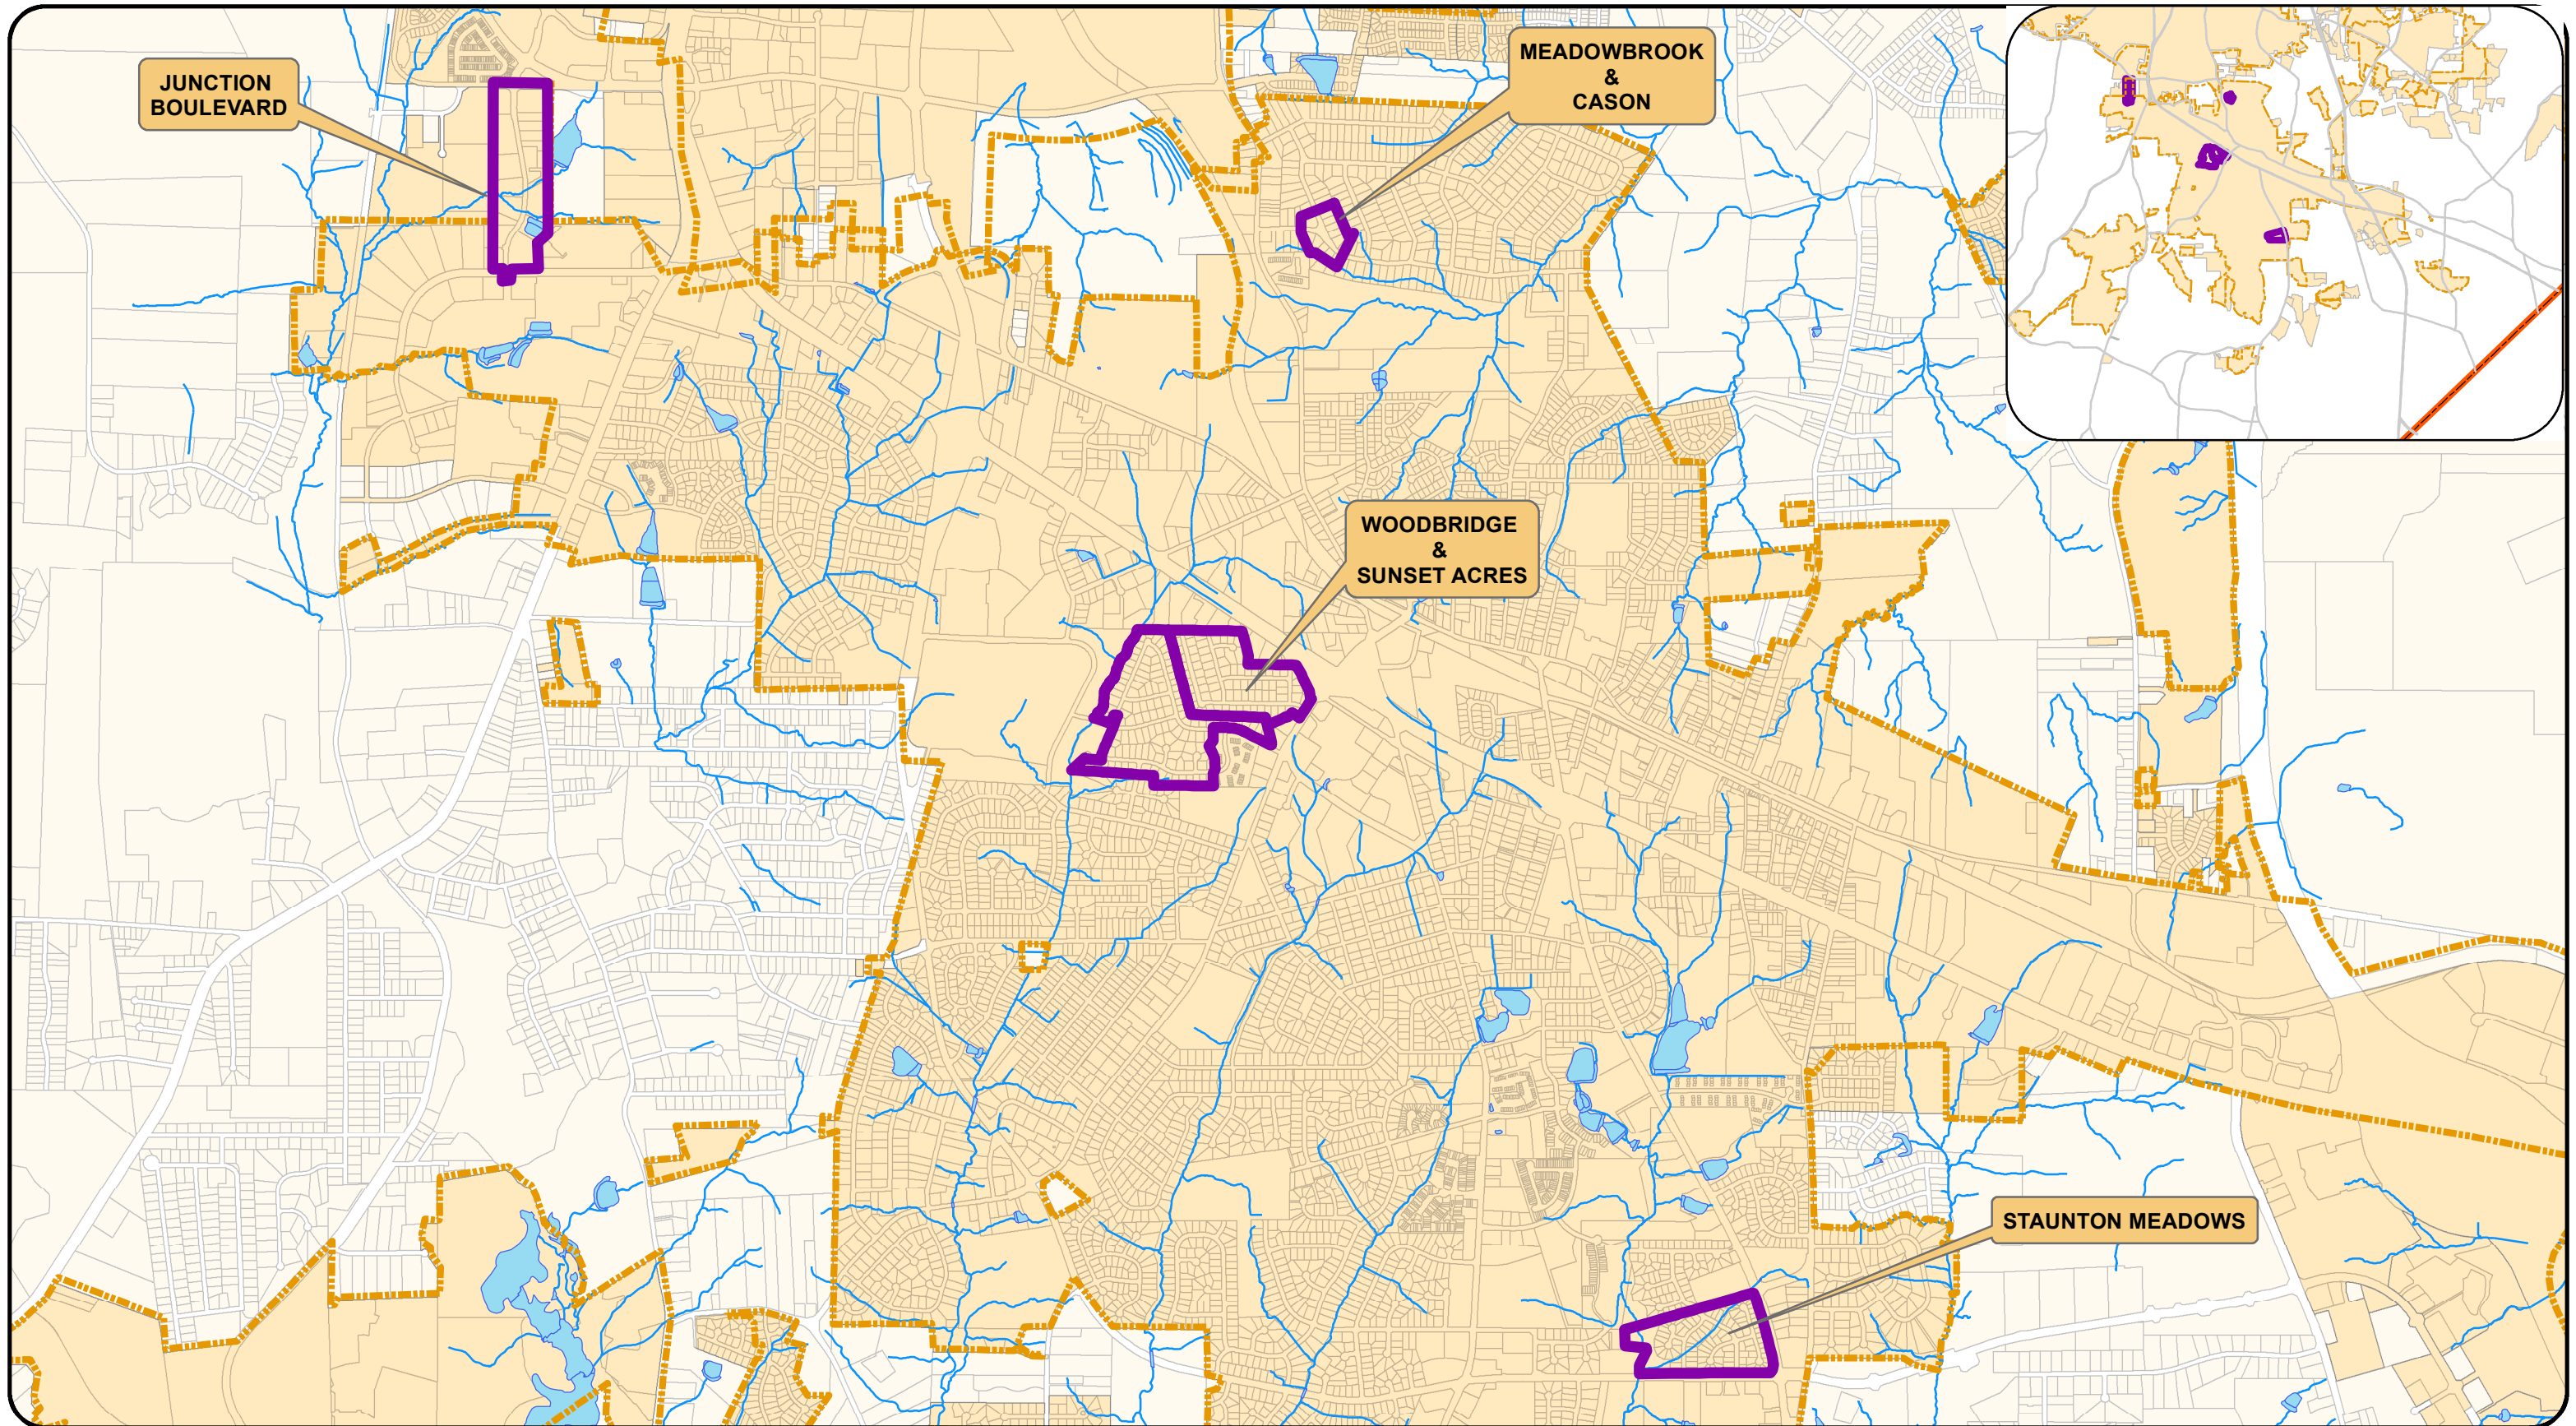 JUNCTION
BOULEVARD
MEADOWBROOK
&
CASON
WOODBRIDGE
&
SUNSET ACRES
STAUNTON MEADOWS